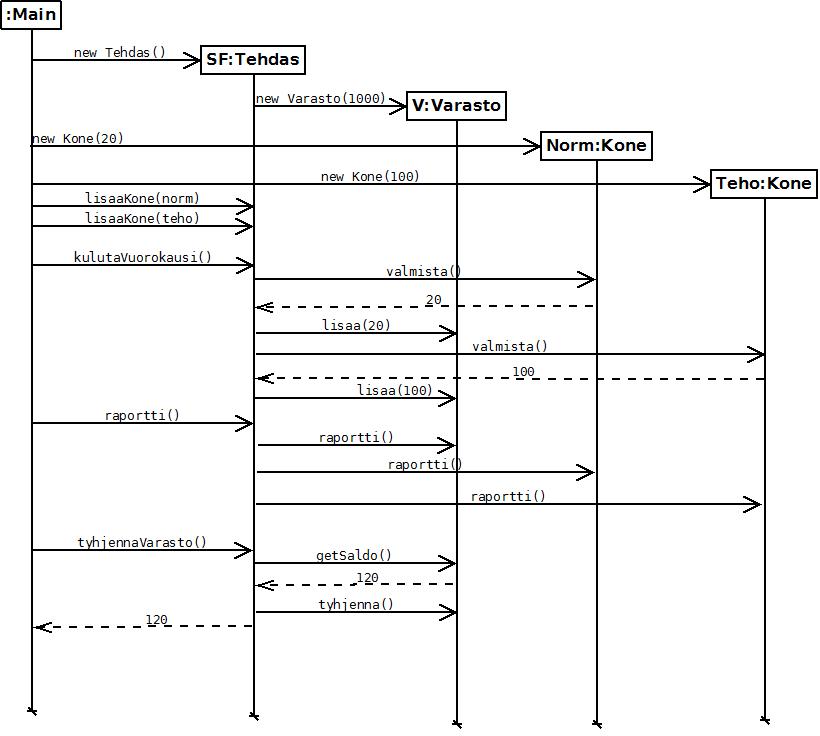 :Main
new Tehdas()
SF:Tehdas
new Varasto(1000)
V:Varasto
new Kone(20)
Norm:Kone
new Kone(100)
Teho:Kone
lisaaKone(norm)
lisaaKone(teho)
kulutaVuorokausi()
valmista()
20
lisaa(20)
valmista()
100
lisaa(100)
raportti()
raportti()
raportti()
raportti()
tyhjennaVarasto()
getSaldo()
120
tyhjenna()
120